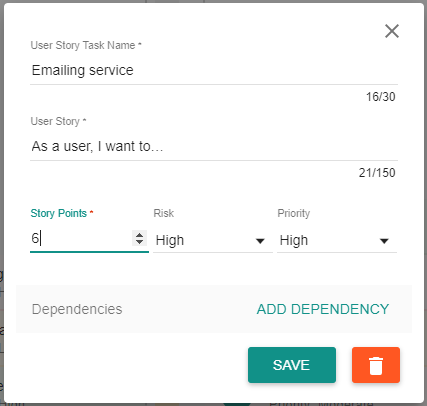 User Story Task Name *
Emailing service
16/30
User Story *
As a user, I want to…
21/150
Story Points * Risk Priority
6 High High
Dependencies ADD DEPENDENCY
SAVE